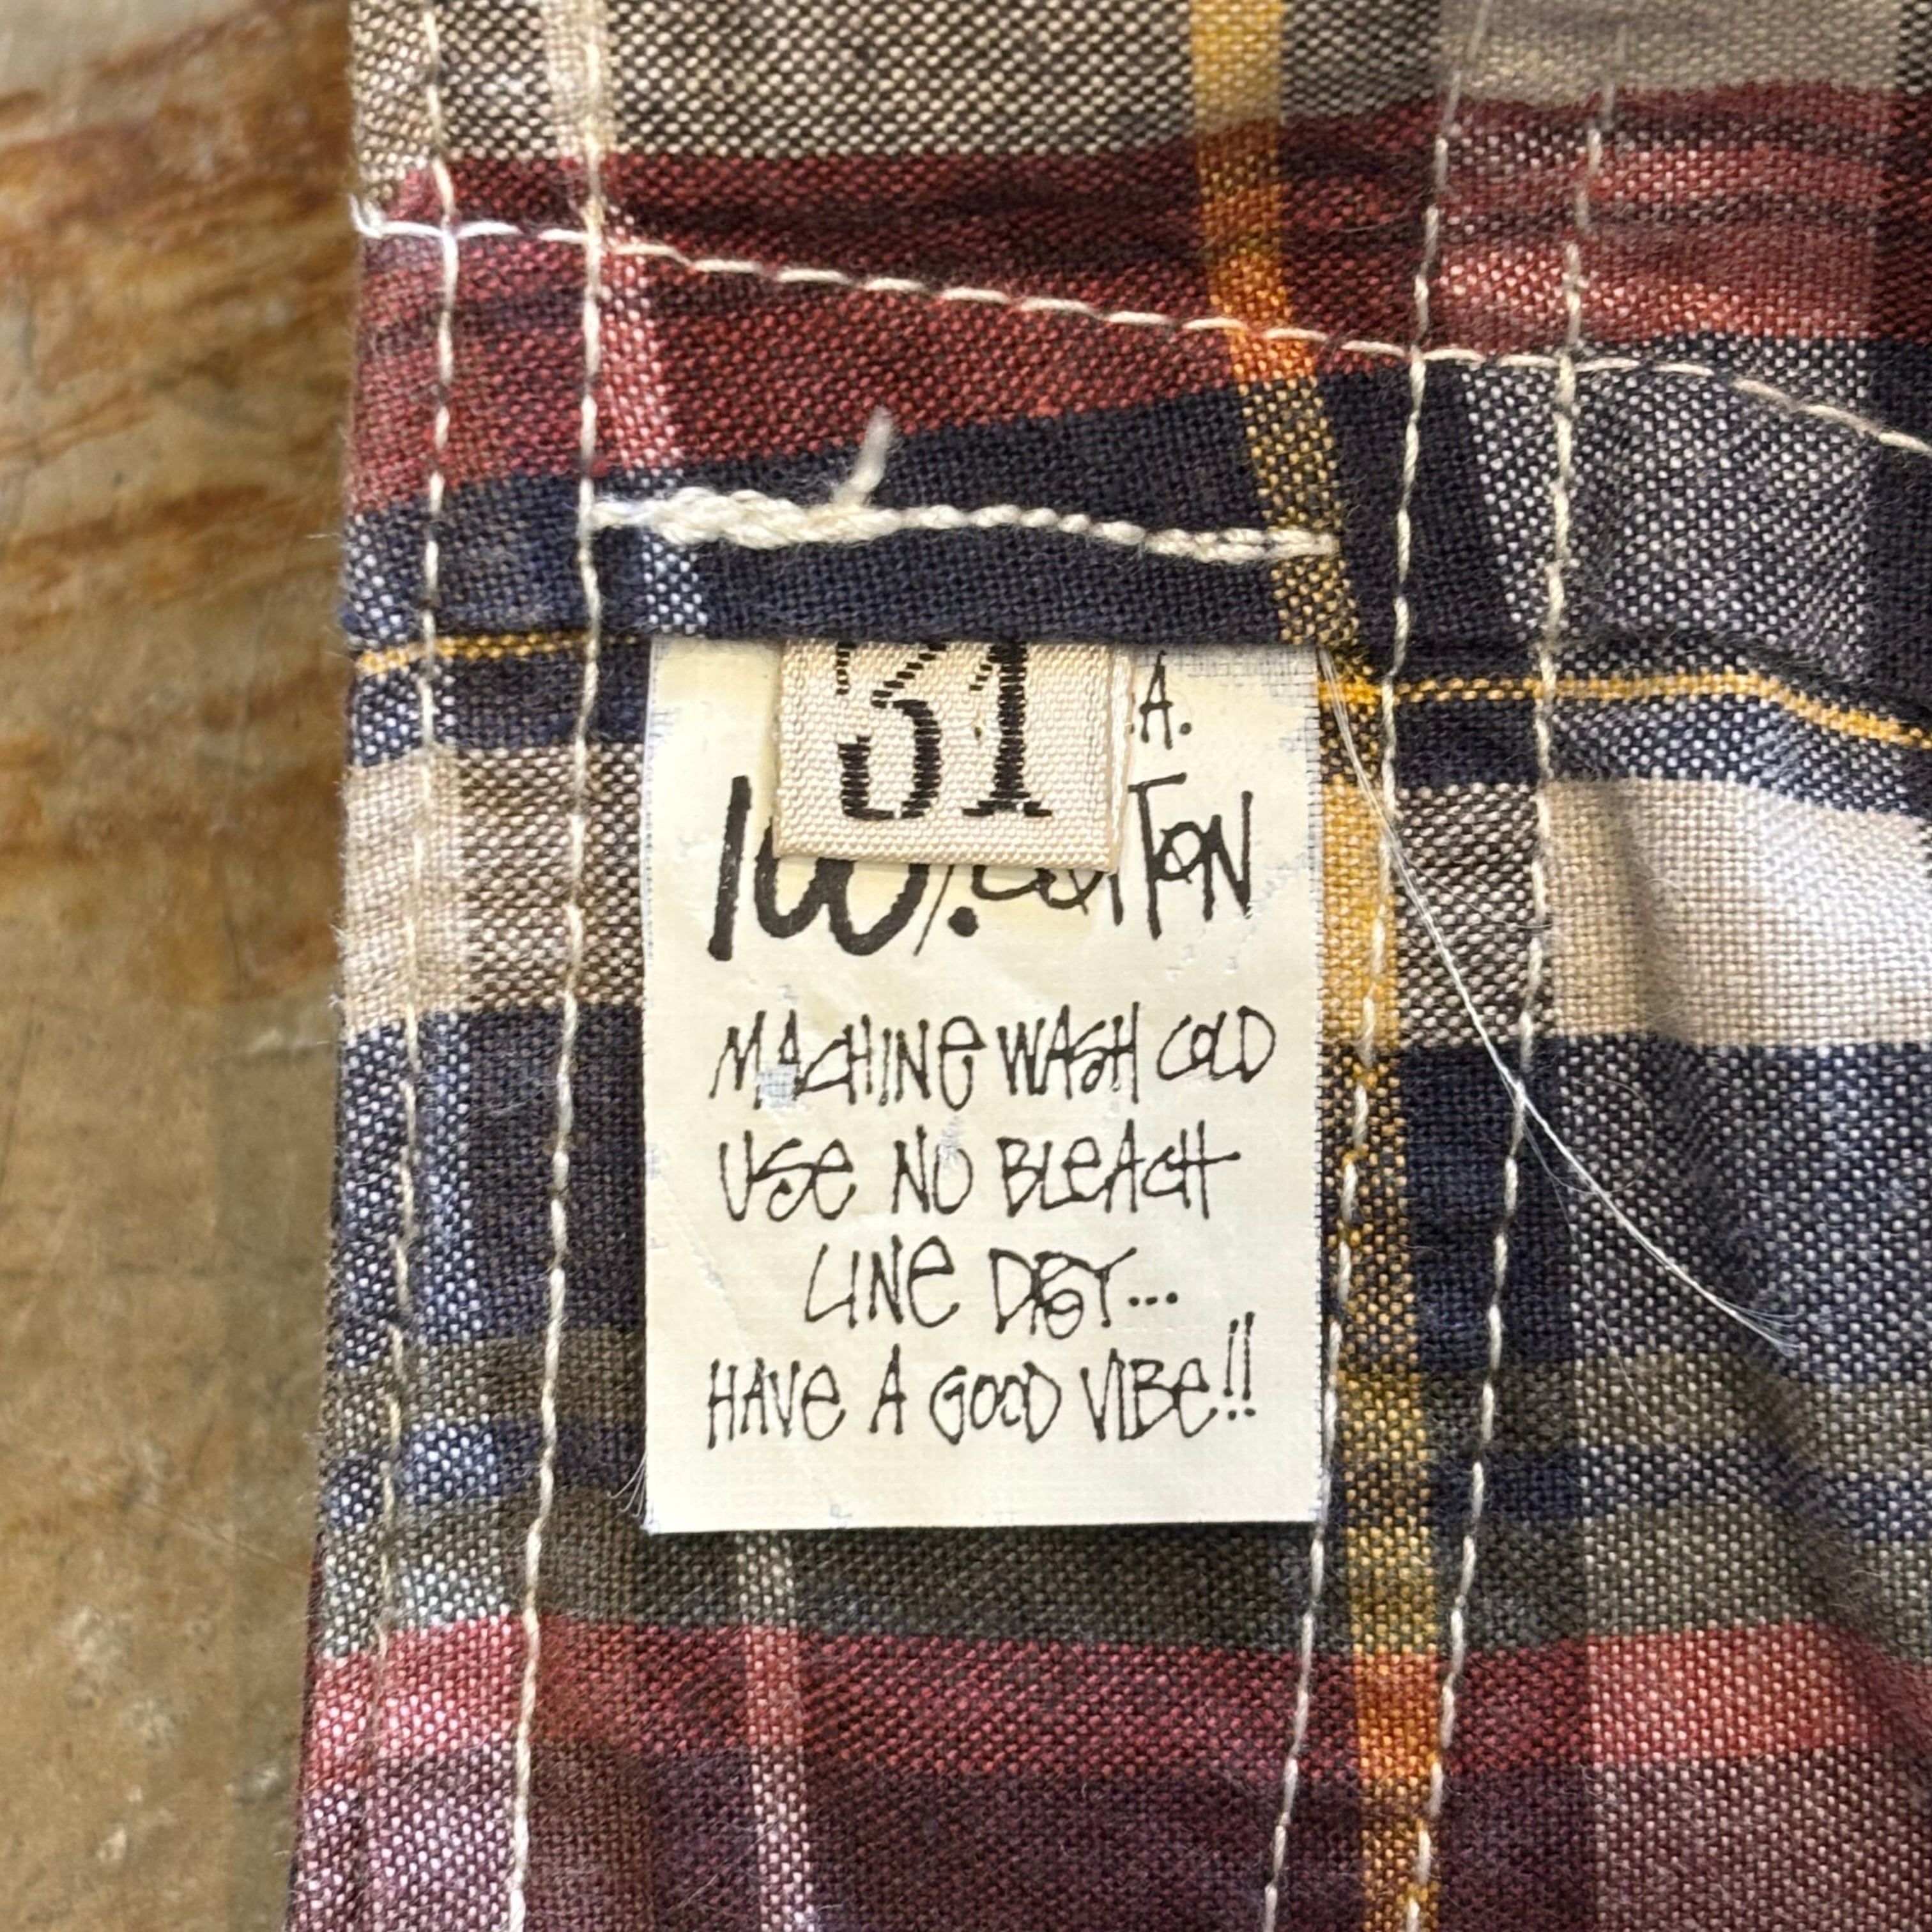 31
A.
100% COTTON
MACHINE WASH COLD
USE NO BLEACH
LINE DRY...
HAVE A GOOD VIBE!!